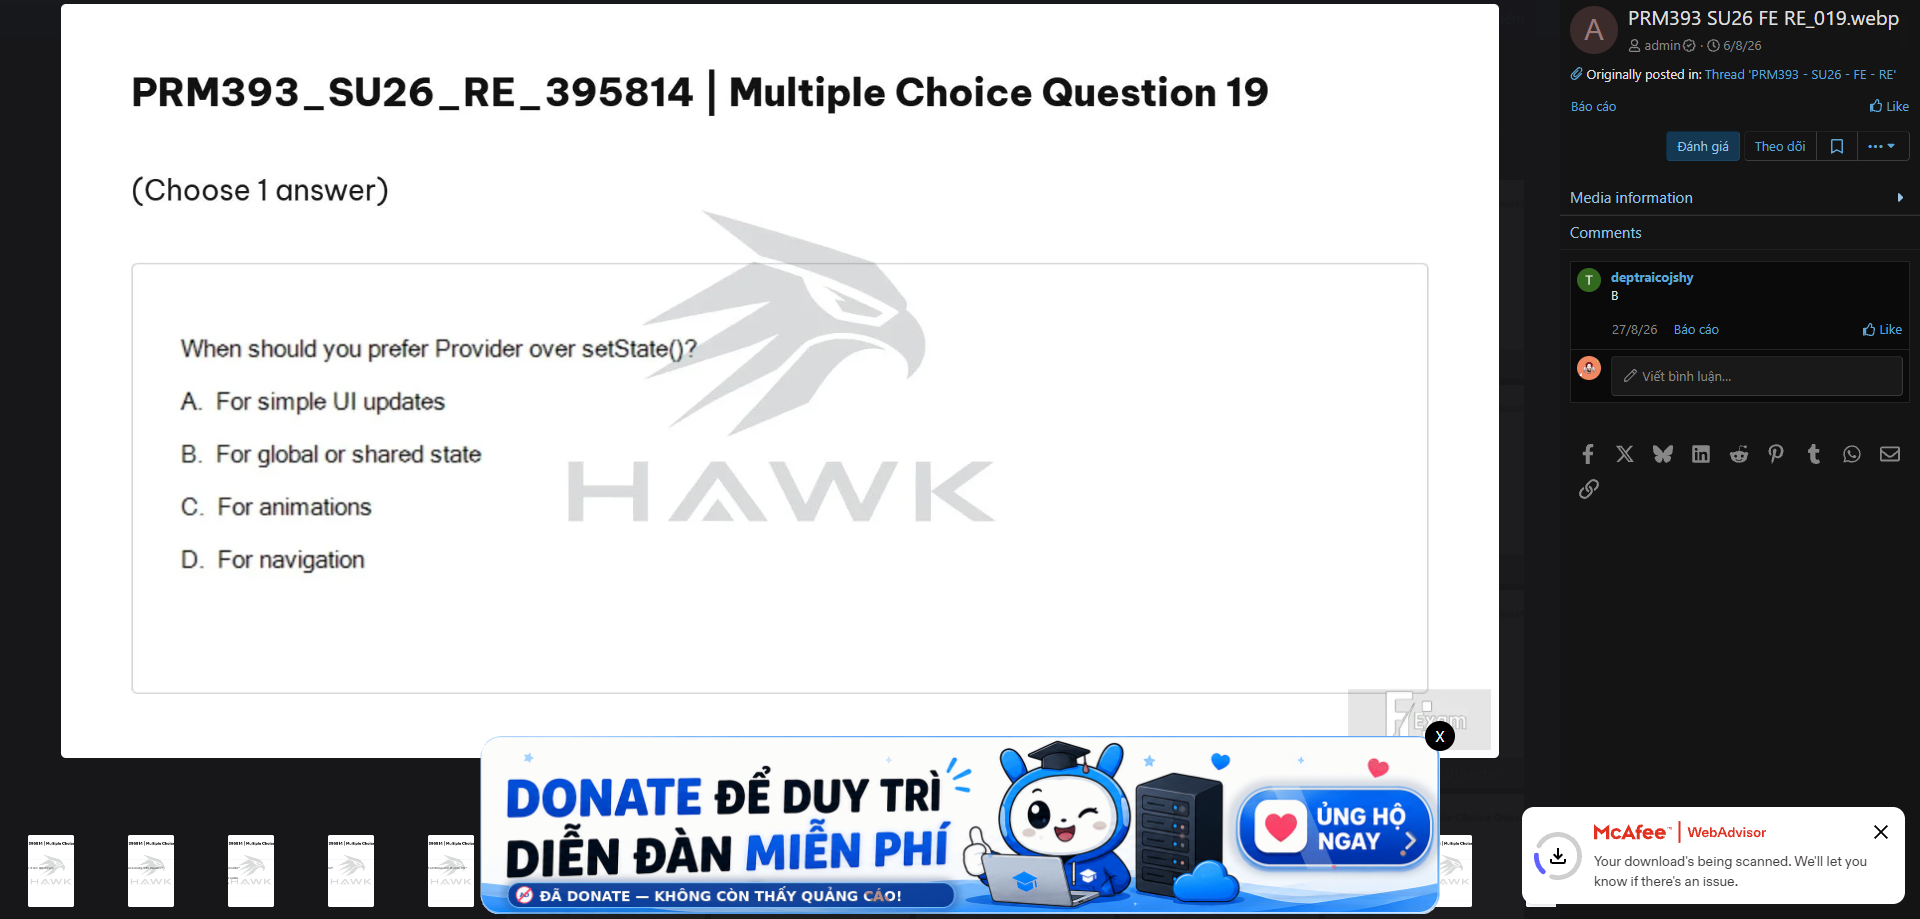 PRM393_SU26_RE_395814 | Multiple Choice Question 19
(Choose 1 answer)
When should you prefer Provider over setState()?
A. For simple UI updates
B. For global or shared state
C. For animations
D. For navigation
HAWK
Exam
X
DONATE ĐỂ DUY TRÌ
DIỄN ĐÀN MIỄN PHÍ
ĐÃ DONATE — KHÔNG CÒN THẤY QUẢNG CÁO!
ỦNG HỘ
NGAY
A
PRM393 SU26 FE RE_019.webp
admin · 6/8/26
Originally posted in: Thread 'PRM393 - SU26 - FE - RE'
Báo cáo
Like
Đánh giá
Theo dõi
Media information
Comments
T
deptraicojshy
B
27/8/26
Báo cáo
Like
Viết bình luận...
McAfee | WebAdvisor
Your download's being scanned. We'll let you
know if there's an issue.